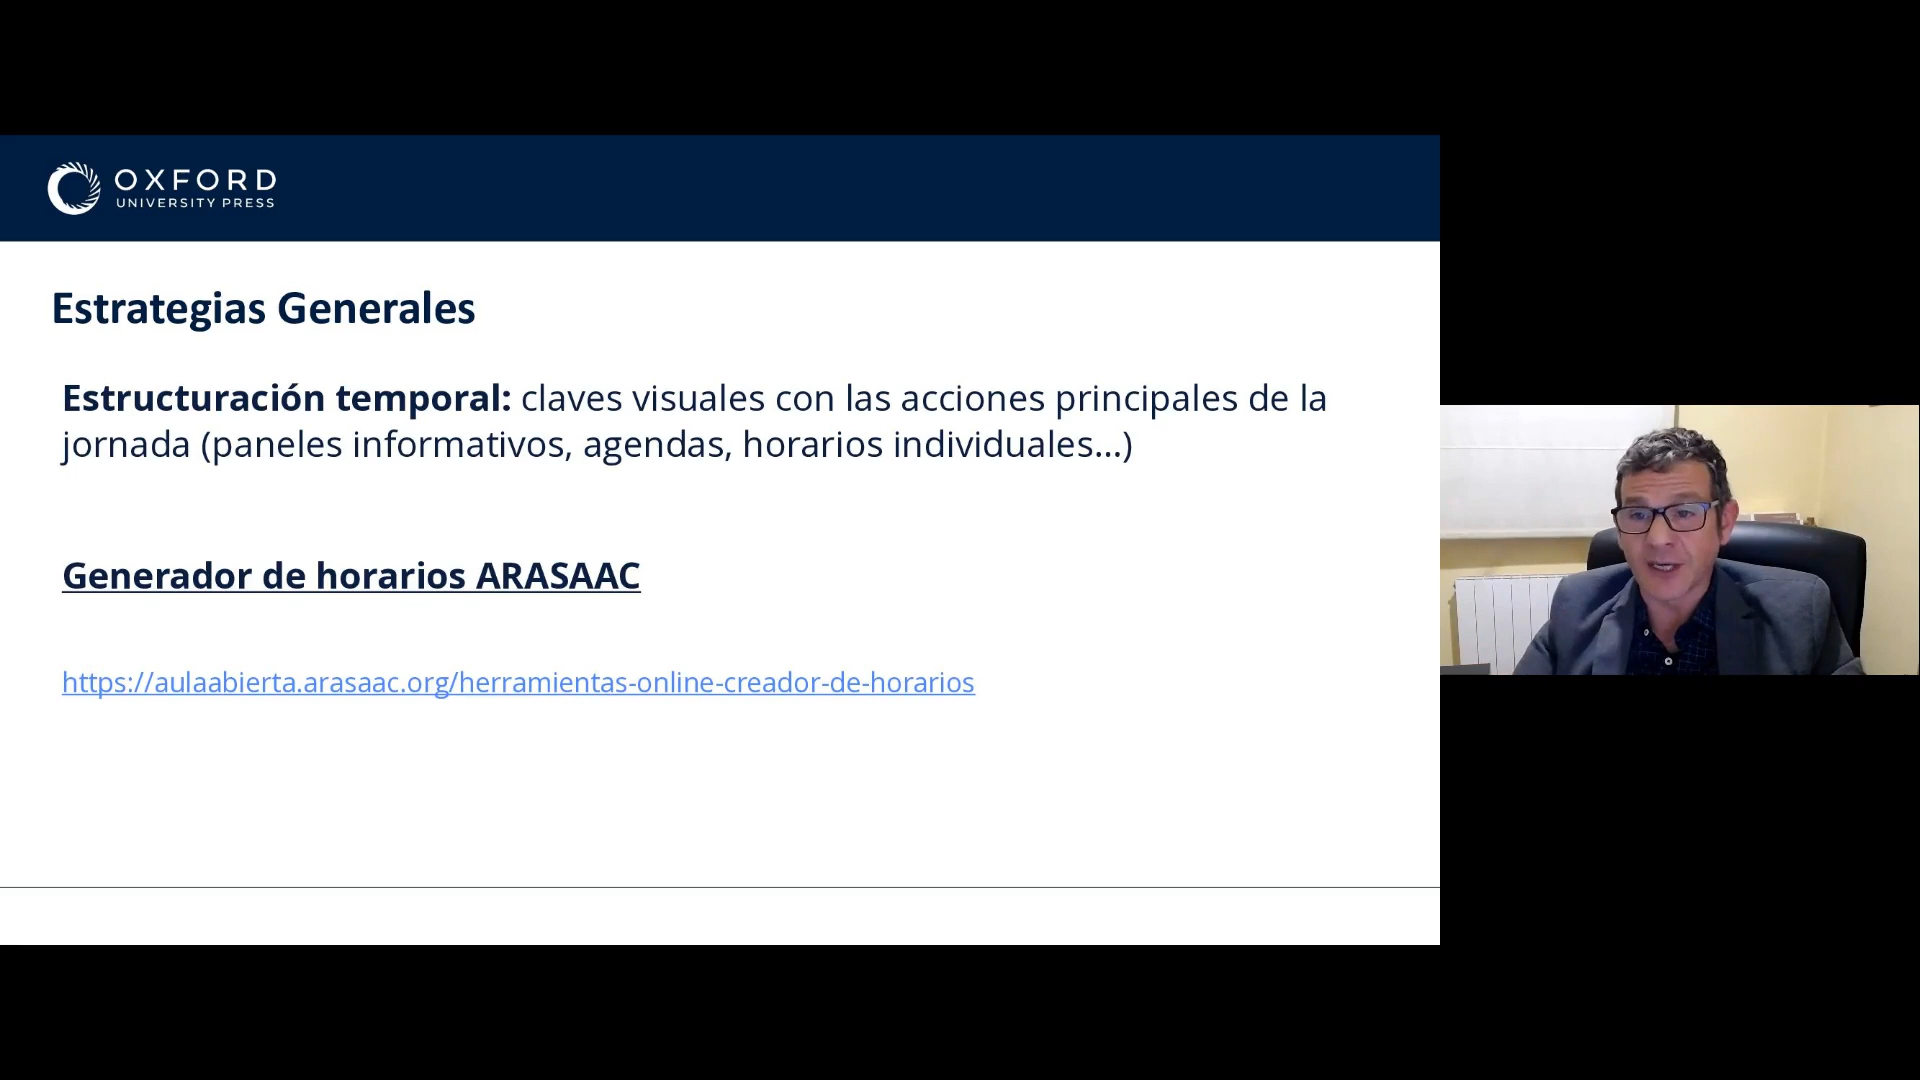 OXFORD
UNIVERSITY PRESS
Estrategias Generales
Estructuración temporal: claves visuales con las acciones principales de la
jornada (paneles informativos, agendas, horarios individuales...)
Generador de horarios ARASAAC
https://aulaabierta.arasaac.org/herramientas-online-creador-de-horarios